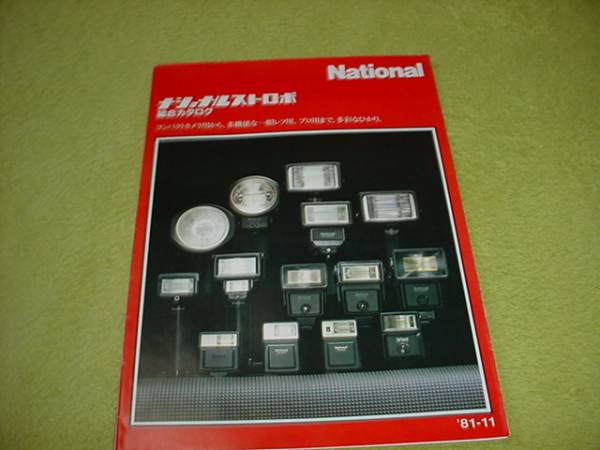 National
ナショナルストロボ
総合カタログ
コンパクトカメラ用から、多機能な一眼レフ用、プロ用まで、多彩なひかり。
National
National
'81-11